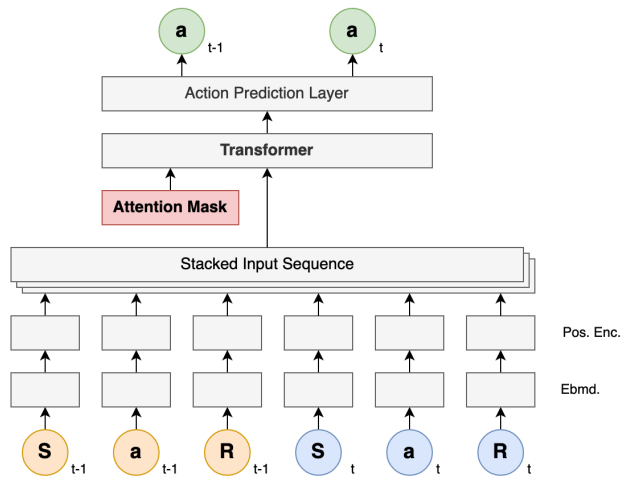 a t-1 a t
Action Prediction Layer
Transformer
Attention Mask
Stacked Input Sequence
Pos. Enc.
Ebmd.
S t-1 a t-1 R t-1 S t a t R t